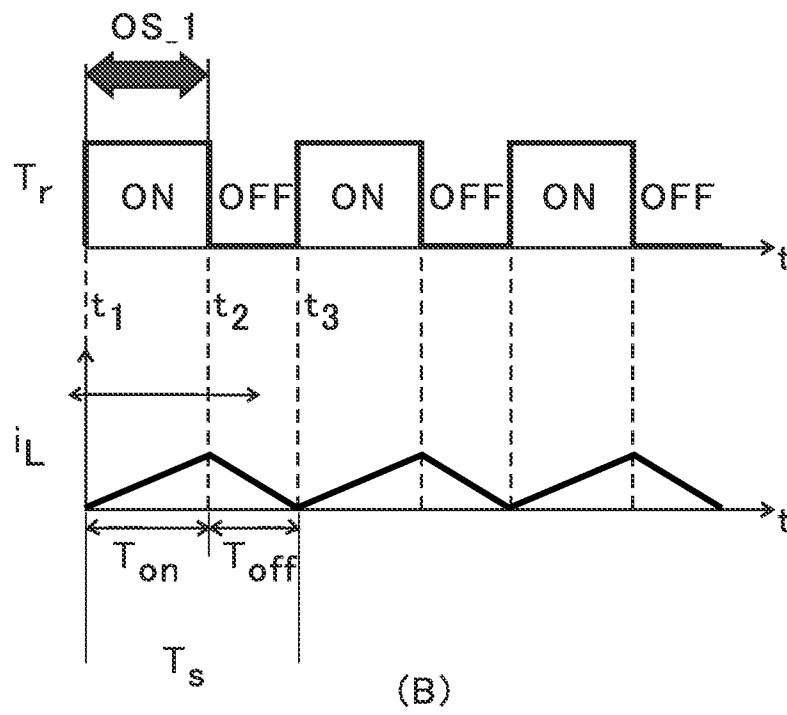 OS_1
Tr ON OFF ON OFF ON OFF
t
t1 t2 t3
iL
t
Ton Toff
Ts
(B)